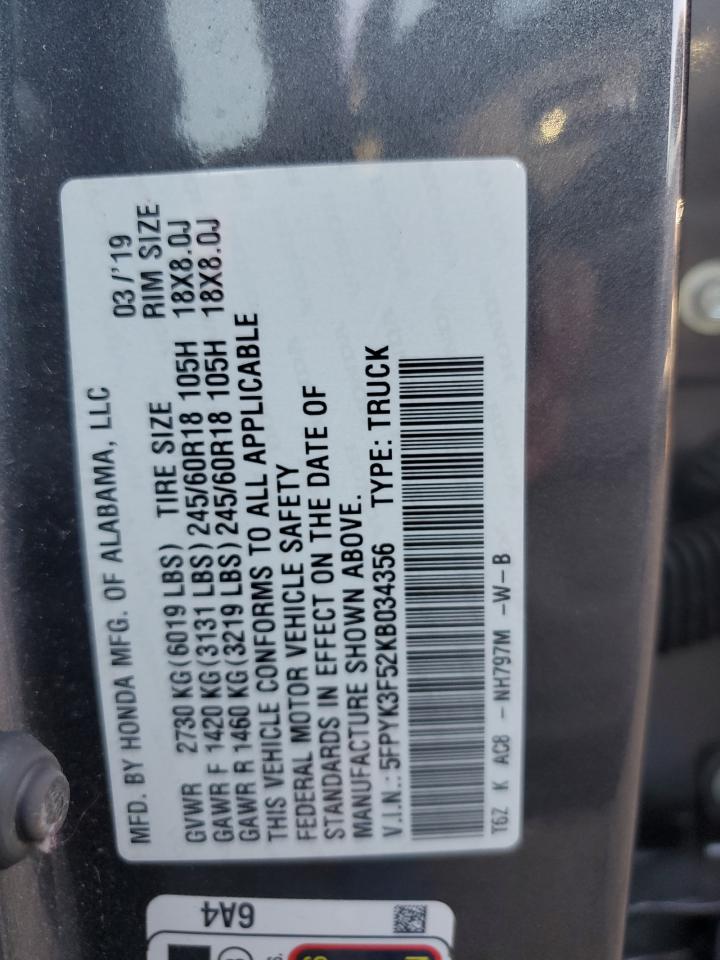 MFD. BY HONDA MFG. OF ALABAMA, LLC 03/'19
GVWR 2730 KG(6019 LBS) TIRE SIZE RIM SIZE
GAWR F 1420 KG(3131 LBS)245/60R18 105H 18X8.0J
GAWR R 1460 KG(3219 LBS)245/60R18 105H 18X8.0J
THIS VEHICLE CONFORMS TO ALL APPLICABLE
FEDERAL MOTOR VEHICLE SAFETY
STANDARDS IN EFFECT ON THE DATE OF
MANUFACTURE SHOWN ABOVE.
V.I.N.: 5FPYK3F52KB034356 TYPE: TRUCK
T6Z K AC8 - NH797M -W-B
6A4